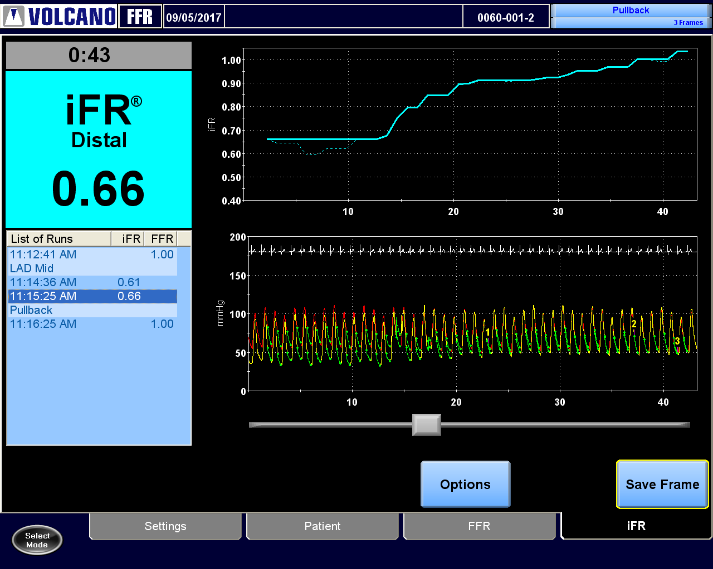 VOLCANO FFR 09/05/2017 0060-001-2 Pullback
3 Frames
0:43
iFR®
Distal
0.66
List of Runs iFR FFR
11:12:41 AM 1.00
LAD Mid
11:14:36 AM 0.61
11:15:25 AM 0.66
Pullback
11:16:25 AM 1.00
iFR
1.00
0.90
0.80
0.70
0.60
0.50
0.40
10 20 30 40
mmHg
200
150
100
50
0
1 2 3
10 20 30 40
Options Save Frame
Select
Mode
Settings Patient FFR iFR